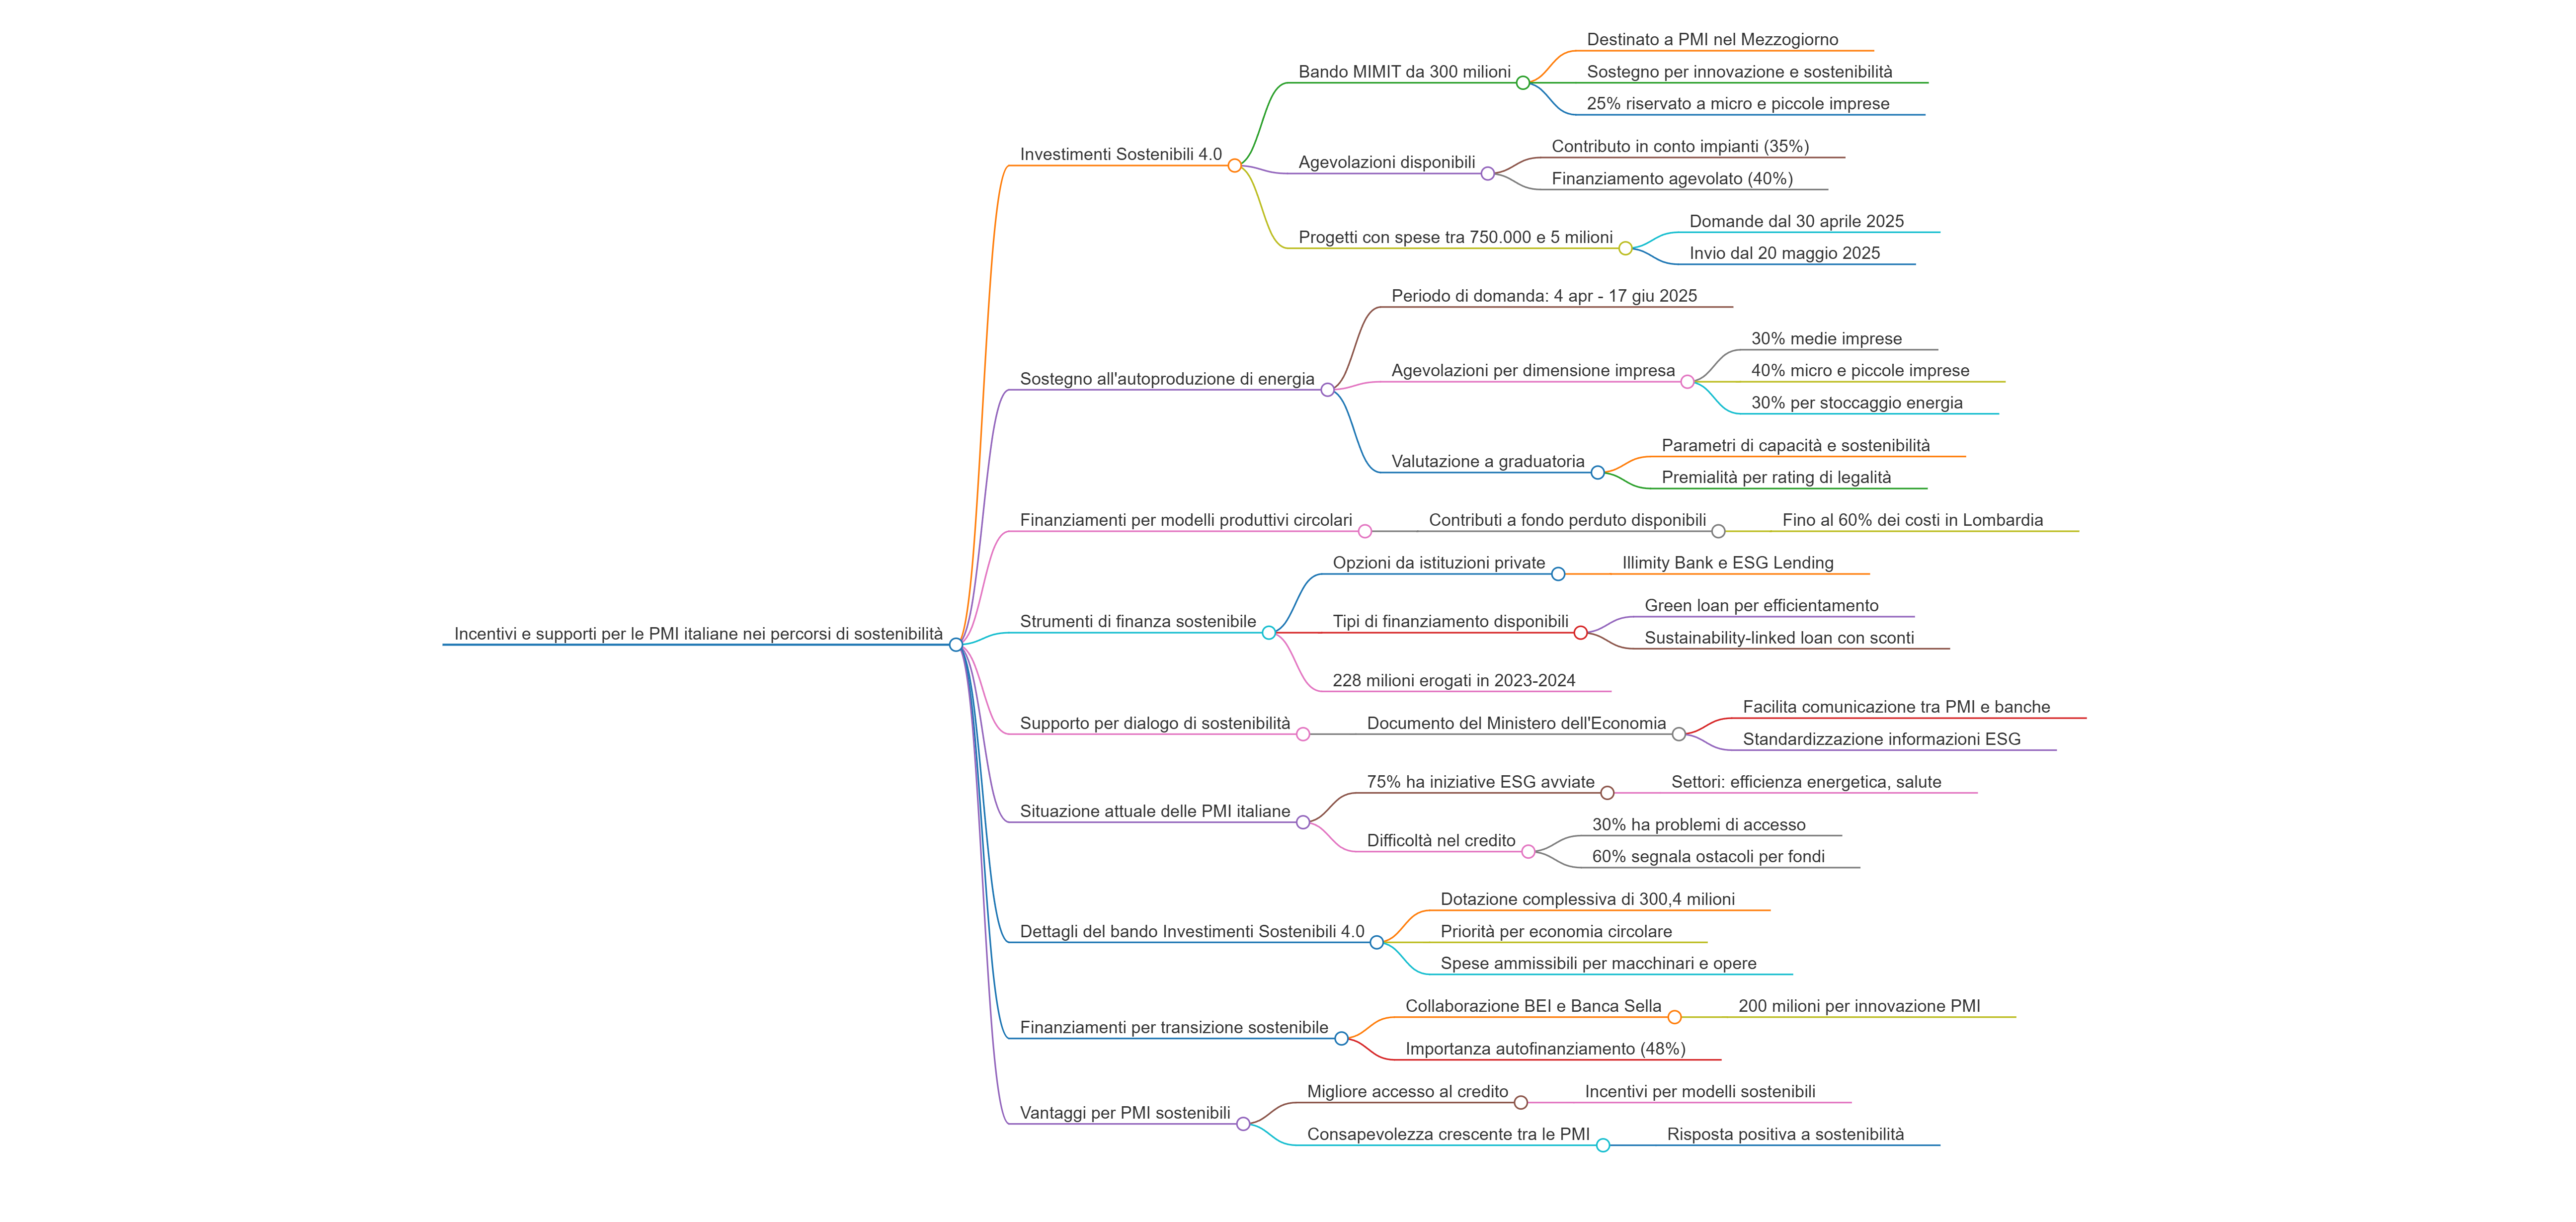 Incentivi e supporti per le PMI italiane nei percorsi di sostenibilità
Investimenti Sostenibili 4.0
Bando MIMIT da 300 milioni
Destinato a PMI nel Mezzogiorno
Sostegno per innovazione e sostenibilità
25% riservato a micro e piccole imprese
Agevolazioni disponibili
Contributo in conto impianti (35%)
Finanziamento agevolato (40%)
Progetti con spese tra 750.000 e 5 milioni
Domande dal 30 aprile 2025
Invio dal 20 maggio 2025
Sostegno all'autoproduzione di energia
Periodo di domanda: 4 apr - 17 giu 2025
Agevolazioni per dimensione impresa
30% medie imprese
40% micro e piccole imprese
30% per stoccaggio energia
Valutazione a graduatoria
Parametri di capacità e sostenibilità
Premialità per rating di legalità
Finanziamenti per modelli produttivi circolari
Contributi a fondo perduto disponibili
Fino al 60% dei costi in Lombardia
Strumenti di finanza sostenibile
Opzioni da istituzioni private
Illimity Bank e ESG Lending
Tipi di finanziamento disponibili
Green loan per efficientamento
Sustainability-linked loan con sconti
228 milioni erogati in 2023-2024
Supporto per dialogo di sostenibilità
Documento del Ministero dell'Economia
Facilita comunicazione tra PMI e banche
Standardizzazione informazioni ESG
Situazione attuale delle PMI italiane
75% ha iniziative ESG avviate
Settori: efficienza energetica, salute
Difficoltà nel credito
30% ha problemi di accesso
60% segnala ostacoli per fondi
Dettagli del bando Investimenti Sostenibili 4.0
Dotazione complessiva di 300,4 milioni
Priorità per economia circolare
Spese ammissibili per macchinari e opere
Finanziamenti per transizione sostenibile
Collaborazione BEI e Banca Sella
200 milioni per innovazione PMI
Importanza autofinanziamento (48%)
Vantaggi per PMI sostenibili
Migliore accesso al credito
Incentivi per modelli sostenibili
Consapevolezza crescente tra le PMI
Risposta positiva a sostenibilità